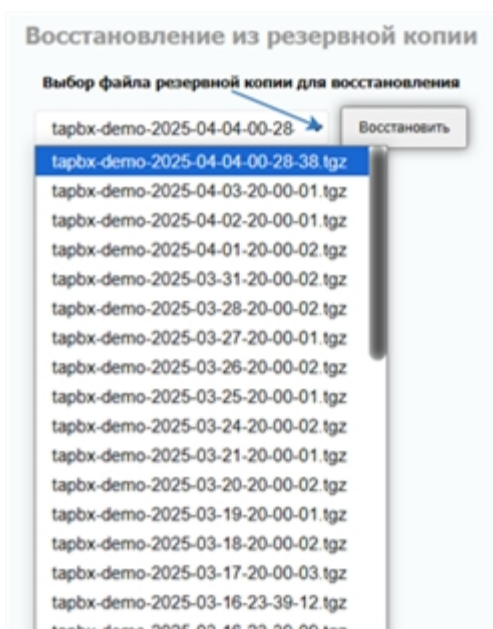 Восстановление из резервной копии
Выбор файла резервной копии для восстановления
tapbx-demo-2025-04-04-00-28-
Восстановить
tapbx-demo-2025-04-04-00-28-38.tgz
tapbx-demo-2025-04-03-20-00-01.tgz
tapbx-demo-2025-04-02-20-00-01.tgz
tapbx-demo-2025-04-01-20-00-02.tgz
tapbx-demo-2025-03-31-20-00-02.tgz
tapbx-demo-2025-03-28-20-00-02.tgz
tapbx-demo-2025-03-27-20-00-01.tgz
tapbx-demo-2025-03-26-20-00-02.tgz
tapbx-demo-2025-03-25-20-00-01.tgz
tapbx-demo-2025-03-24-20-00-02.tgz
tapbx-demo-2025-03-21-20-00-01.tgz
tapbx-demo-2025-03-20-20-00-02.tgz
tapbx-demo-2025-03-19-20-00-01.tgz
tapbx-demo-2025-03-18-20-00-02.tgz
tapbx-demo-2025-03-17-20-00-03.tgz
tapbx-demo-2025-03-16-23-39-12.tgz